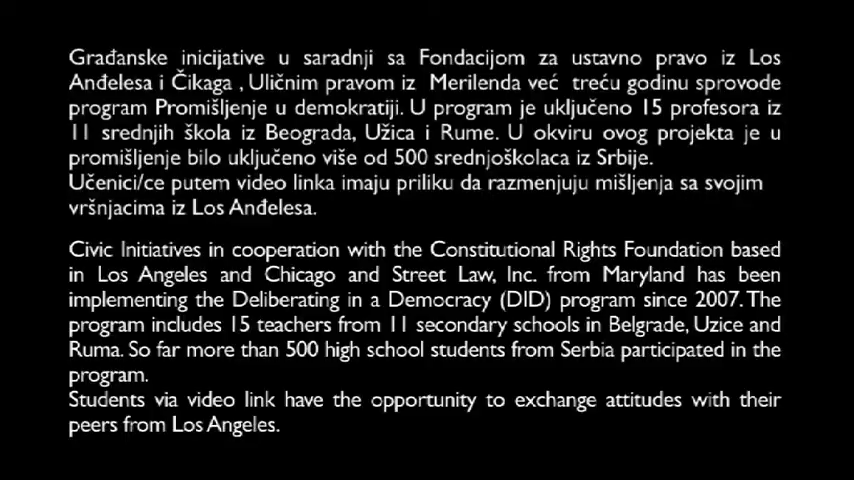 Građanske inicijative u saradnji sa Fondacijom za ustavno pravo iz Los
Anđelesa i Čikaga , Uličnim pravom iz Merilenda već treću godinu sprovode
program Promišljenje u demokratiji. U program je uključeno 15 profesora iz
11 srednjih škola iz Beograda, Užica i Rume. U okviru ovog projekta je u
promišljenje bilo uključeno više od 500 srednjoškolaca iz Srbije.
Učenici/ce putem video linka imaju priliku da razmenjuju mišljenja sa svojim
vršnjacima iz Los Anđelesa.
Civic Initiatives in cooperation with the Constitutional Rights Foundation based
in Los Angeles and Chicago and Street Law, Inc. from Maryland has been
implementing the Deliberating in a Democracy (DID) program since 2007. The
program includes 15 teachers from 11 secondary schools in Belgrade, Uzice and
Ruma. So far more than 500 high school students from Serbia participated in the
program.
Students via video link have the opportunity to exchange attitudes with their
peers from Los Angeles.